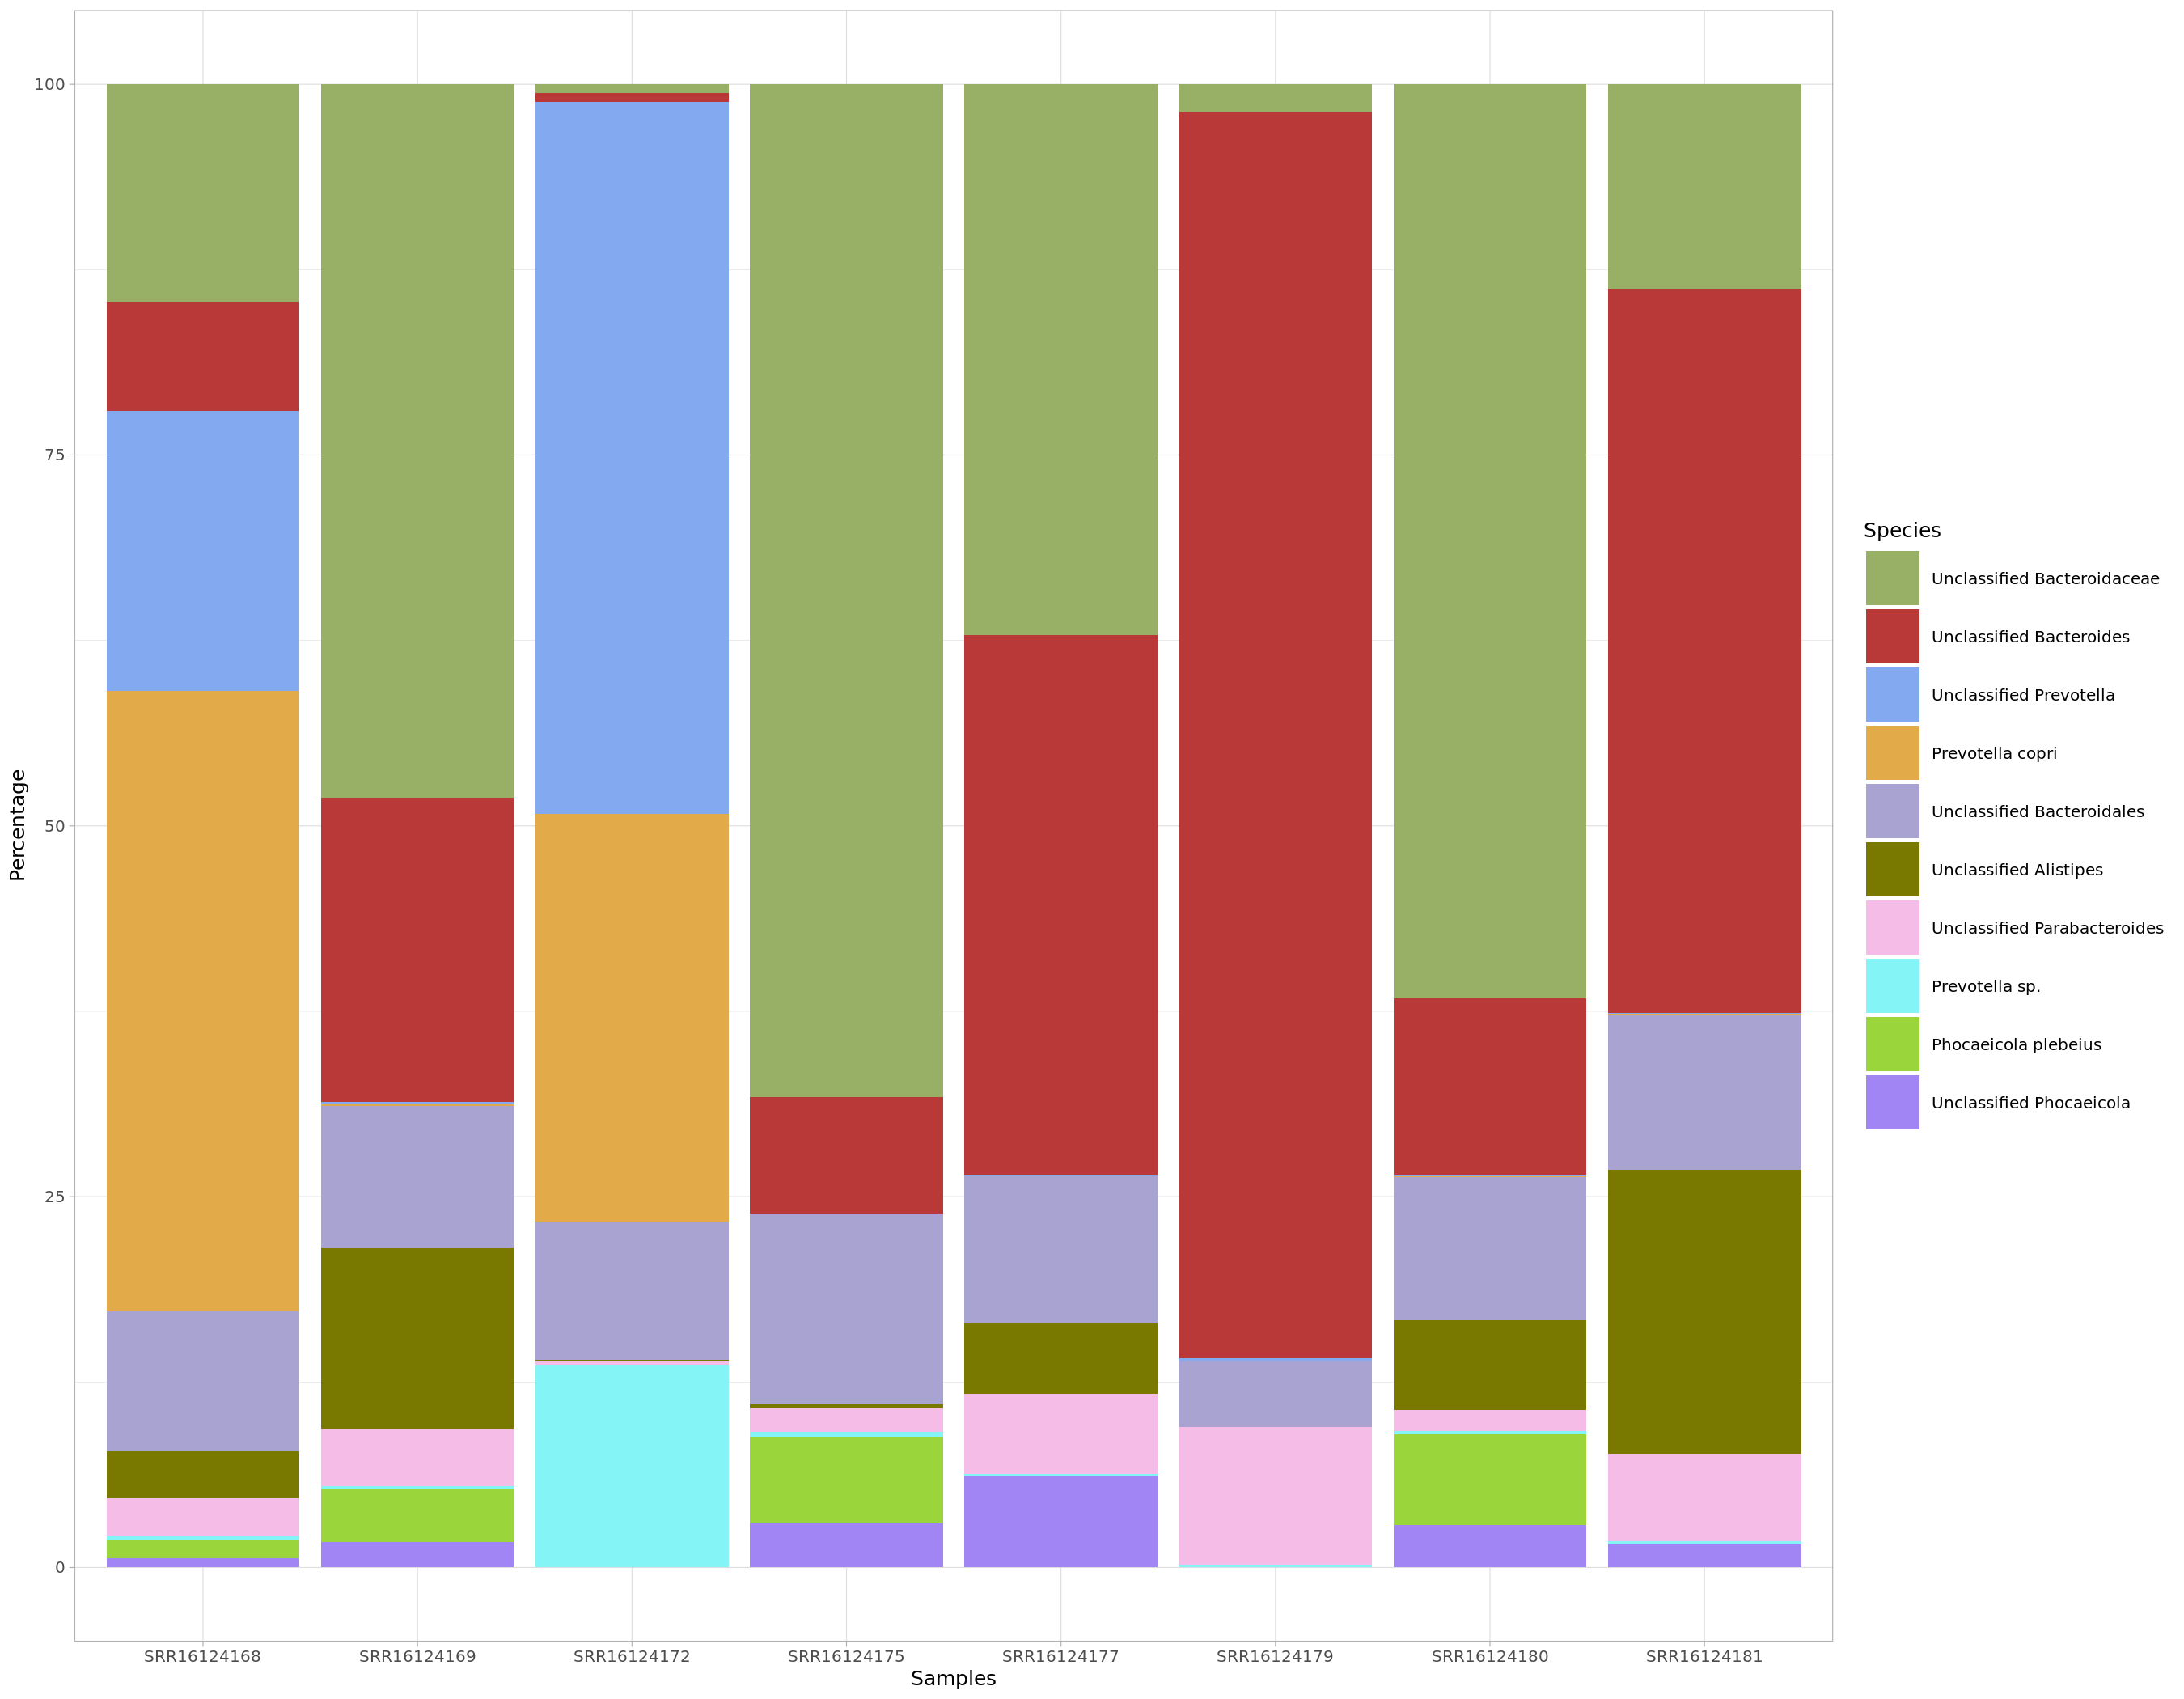 Percentage
100
75
50
25
0
SRR16124168 SRR16124169 SRR16124172 SRR16124175 SRR16124177 SRR16124179 SRR16124180 SRR16124181
Samples
Species
Unclassified Bacteroidaceae
Unclassified Bacteroides
Unclassified Prevotella
Prevotella copri
Unclassified Bacteroidales
Unclassified Alistipes
Unclassified Parabacteroides
Prevotella sp.
Phocaeicola plebeius
Unclassified Phocaeicola